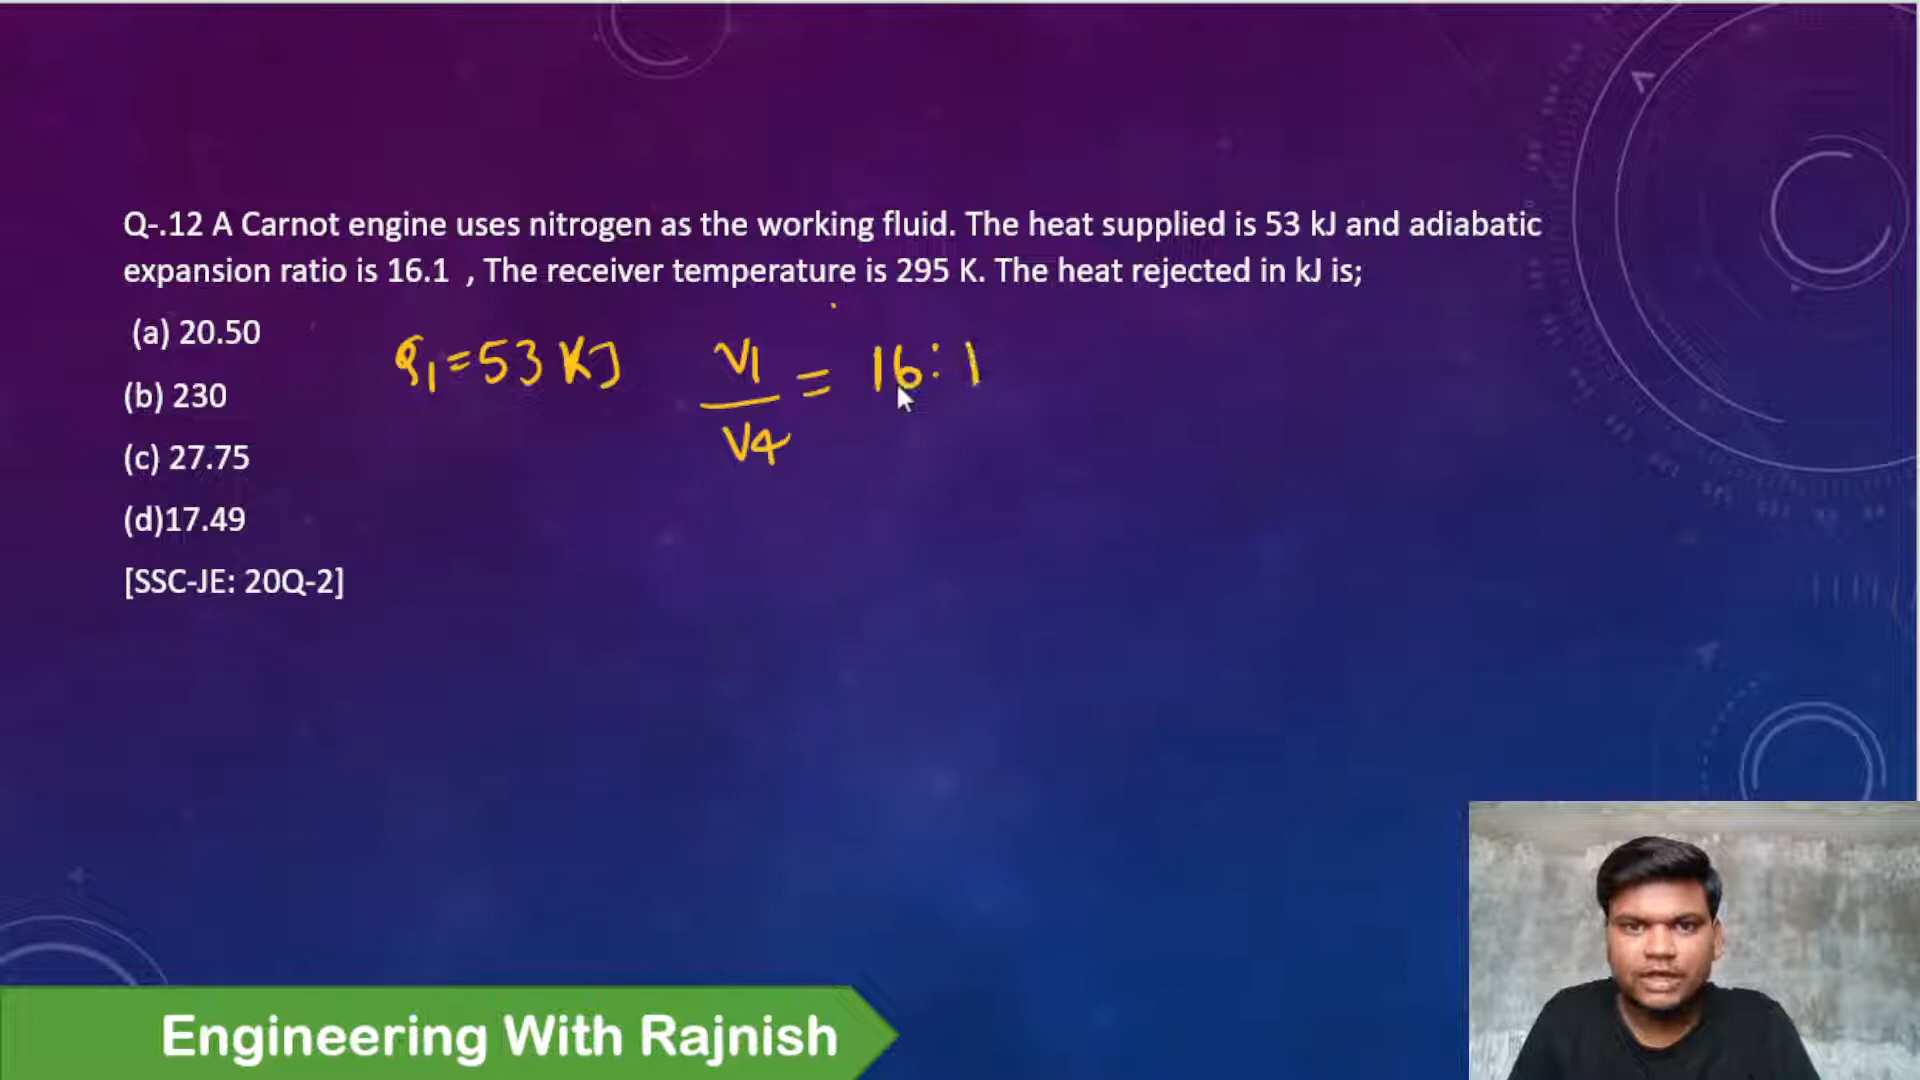 Q-.12 A Carnot engine uses nitrogen as the working fluid. The heat supplied is 53 kJ and adiabatic
expansion ratio is 16.1 , The receiver temperature is 295 K. The heat rejected in kJ is;
(a) 20.50
(b) 230
(c) 27.75
(d)17.49
[SSC-JE: 20Q-2]
Q1=53 KJ
V1
/
V4
= 16:1
Engineering With Rajnish